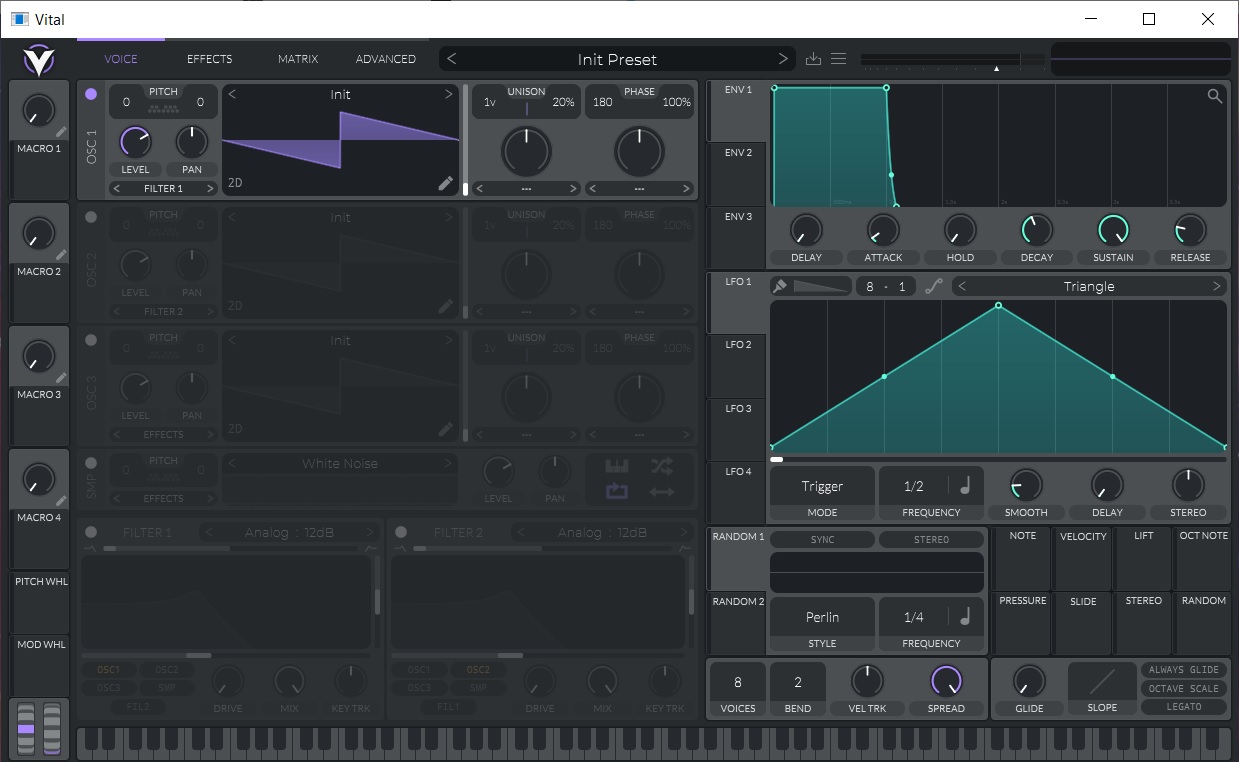 Vital
VOICE EFFECTS MATRIX ADVANCED < Init Preset >
MACRO 1
MACRO 2
MACRO 3
MACRO 4
PITCH WHL
MOD WHL
OSC 1
PITCH
0 0
LEVEL PAN
< FILTER 1 >
< Init >
2D
UNISON
1v 20%
< --- >
PHASE
180 100%
< --- >
OSC 2
PITCH
0 0
LEVEL PAN
< FILTER 2 >
< Init >
2D
UNISON
1v 20%
< --- >
PHASE
180 100%
< --- >
OSC 3
PITCH
0 0
LEVEL PAN
< EFFECTS >
< Init >
2D
UNISON
1v 20%
< --- >
PHASE
180 100%
< --- >
SMP
PITCH
0 0
< EFFECTS >
< White Noise >
LEVEL PAN
FILTER 1 < Analog : 12dB >
OSC1 OSC2
OSC3 SMP
FIL2
DRIVE MIX KEY TRK
FILTER 2 < Analog : 12dB >
OSC1 OSC2
OSC3 SMP
FIL1
DRIVE MIX KEY TRK
ENV 1
ENV 2
ENV 3
DELAY ATTACK HOLD DECAY SUSTAIN RELEASE
LFO 1
LFO 2
LFO 3
LFO 4
8 - 1 < Triangle >
Trigger
MODE
1/2
FREQUENCY
SMOOTH DELAY STEREO
RANDOM 1
RANDOM 2
SYNC STEREO
Perlin
STYLE
1/4
FREQUENCY
NOTE VELOCITY LIFT OCT NOTE
PRESSURE SLIDE STEREO RANDOM
8
VOICES
2
BEND
VEL TRK SPREAD
GLIDE SLOPE
ALWAYS GLIDE
OCTAVE SCALE
LEGATO